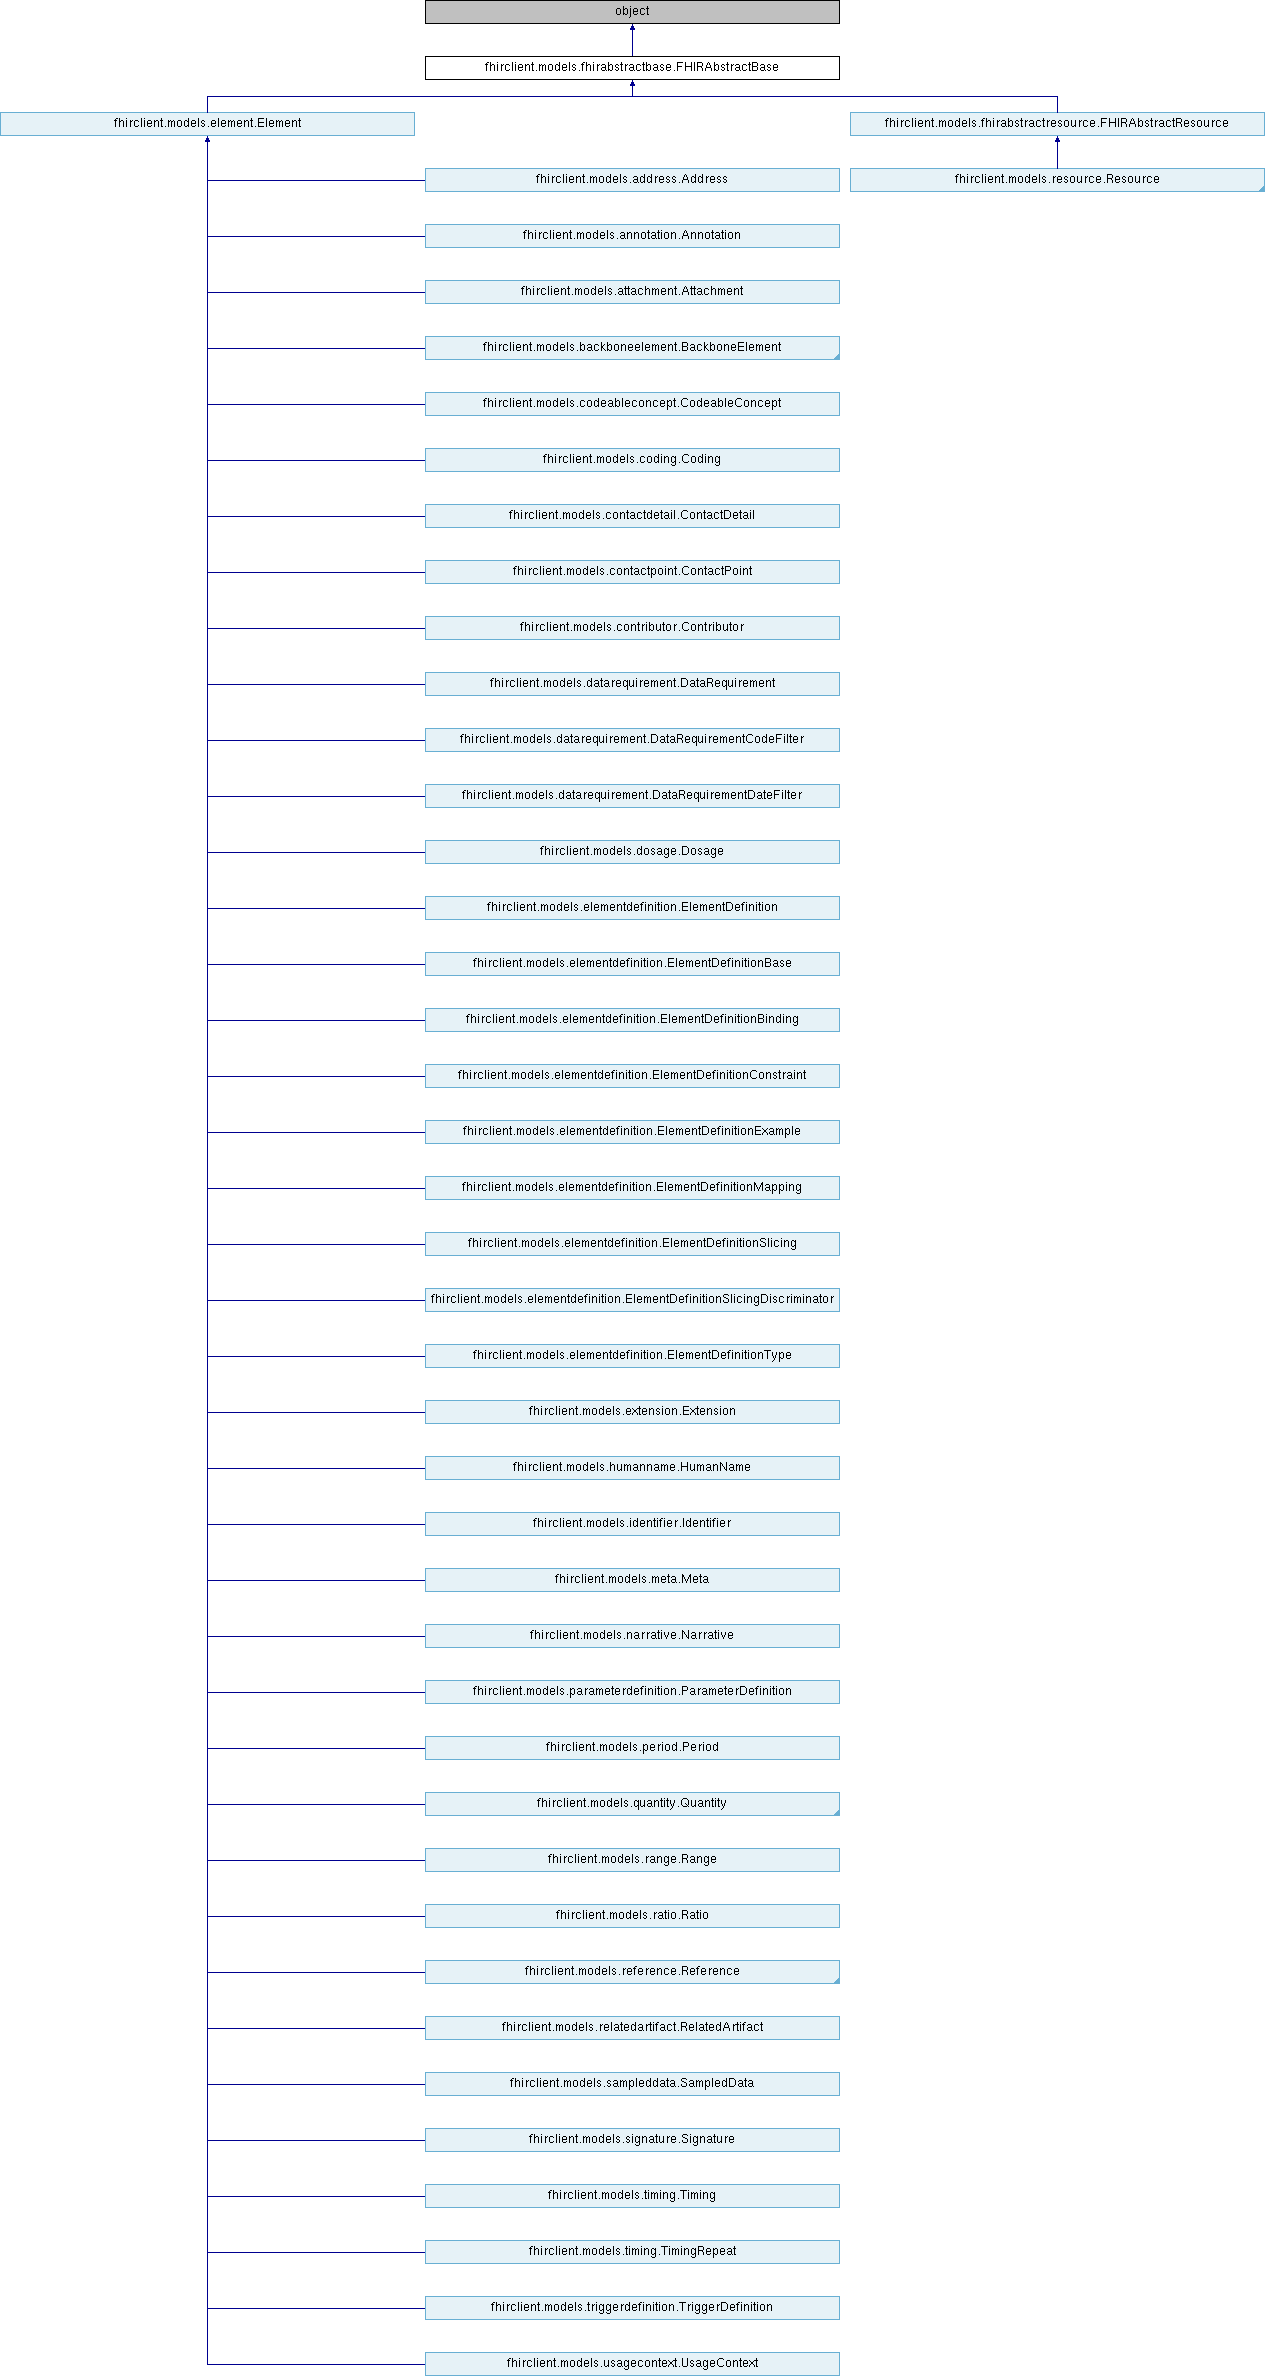 object
fhirclient.models.fhirabstractbase.FHIRAbstractBase
fhirclient.models.element.Element
fhirclient.models.fhirabstractresource.FHIRAbstractResource
fhirclient.models.address.Address
fhirclient.models.resource.Resource
fhirclient.models.annotation.Annotation
fhirclient.models.attachment.Attachment
fhirclient.models.backboneelement.BackboneElement
fhirclient.models.codeableconcept.CodeableConcept
fhirclient.models.coding.Coding
fhirclient.models.contactdetail.ContactDetail
fhirclient.models.contactpoint.ContactPoint
fhirclient.models.contributor.Contributor
fhirclient.models.datarequirement.DataRequirement
fhirclient.models.datarequirement.DataRequirementCodeFilter
fhirclient.models.datarequirement.DataRequirementDateFilter
fhirclient.models.dosage.Dosage
fhirclient.models.elementdefinition.ElementDefinition
fhirclient.models.elementdefinition.ElementDefinitionBase
fhirclient.models.elementdefinition.ElementDefinitionBinding
fhirclient.models.elementdefinition.ElementDefinitionConstraint
fhirclient.models.elementdefinition.ElementDefinitionExample
fhirclient.models.elementdefinition.ElementDefinitionMapping
fhirclient.models.elementdefinition.ElementDefinitionSlicing
fhirclient.models.elementdefinition.ElementDefinitionSlicingDiscriminator
fhirclient.models.elementdefinition.ElementDefinitionType
fhirclient.models.extension.Extension
fhirclient.models.humanname.HumanName
fhirclient.models.identifier.Identifier
fhirclient.models.meta.Meta
fhirclient.models.narrative.Narrative
fhirclient.models.parameterdefinition.ParameterDefinition
fhirclient.models.period.Period
fhirclient.models.quantity.Quantity
fhirclient.models.range.Range
fhirclient.models.ratio.Ratio
fhirclient.models.reference.Reference
fhirclient.models.relatedartifact.RelatedArtifact
fhirclient.models.sampleddata.SampledData
fhirclient.models.signature.Signature
fhirclient.models.timing.Timing
fhirclient.models.timing.TimingRepeat
fhirclient.models.triggerdefinition.TriggerDefinition
fhirclient.models.usagecontext.UsageContext